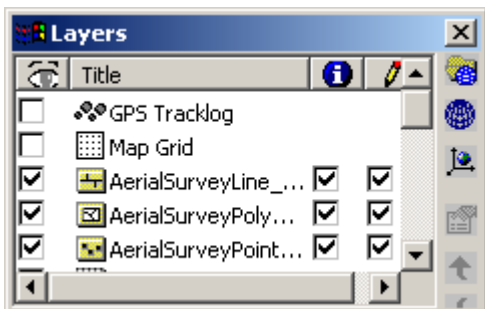 Layers
Title
GPS Tracklog
Map Grid
AerialSurveyLine_...
AerialSurveyPoly...
AerialSurveyPoint...